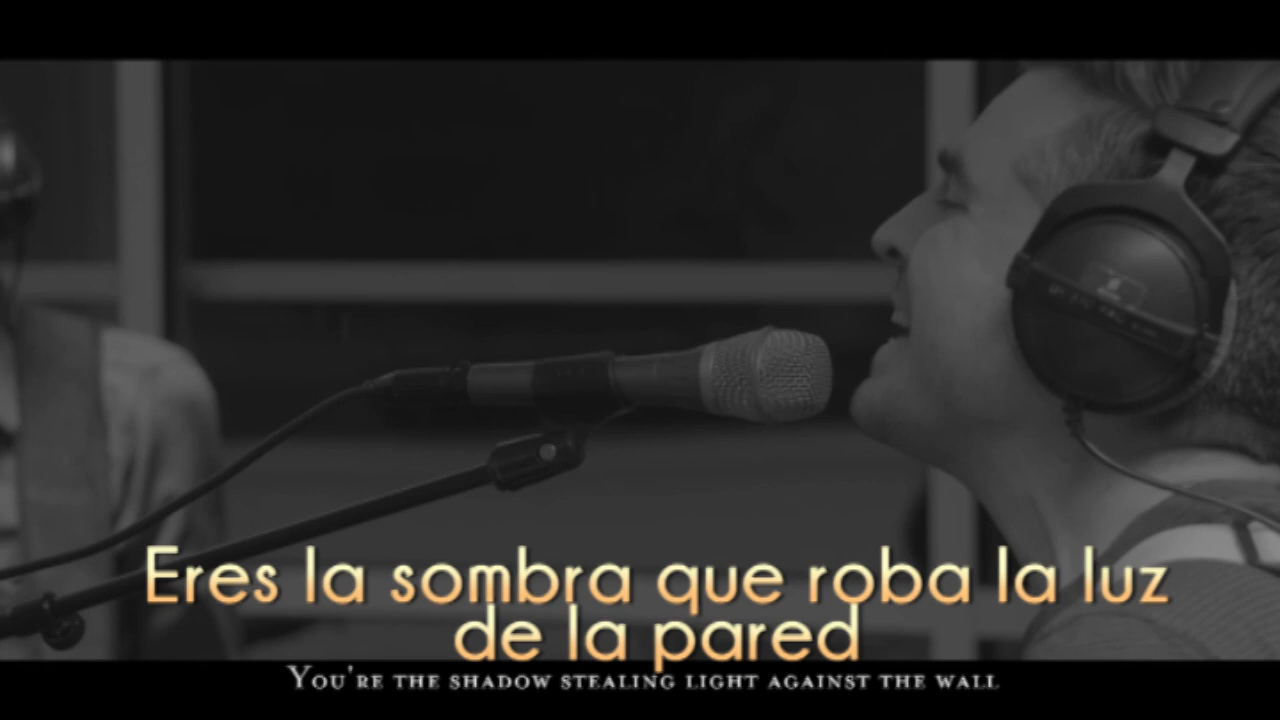 Eres la sombra que roba la luz
de la pared
You're the shadow stealing light against the wall